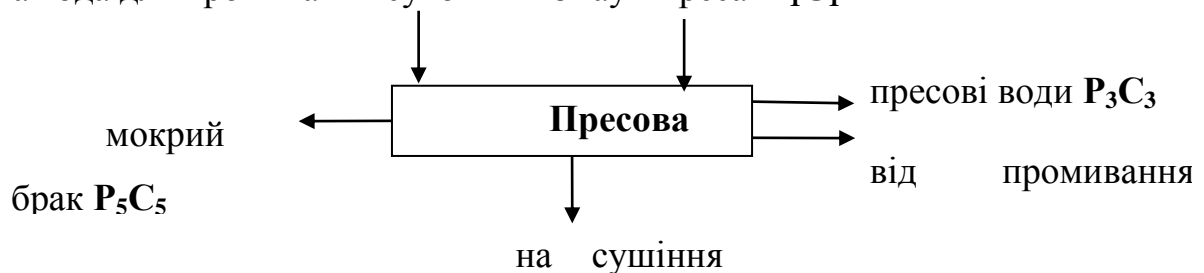 Пресова
пресові води P₃C₃
мокрий
брак P₅C₅
від промивання
на сушіння